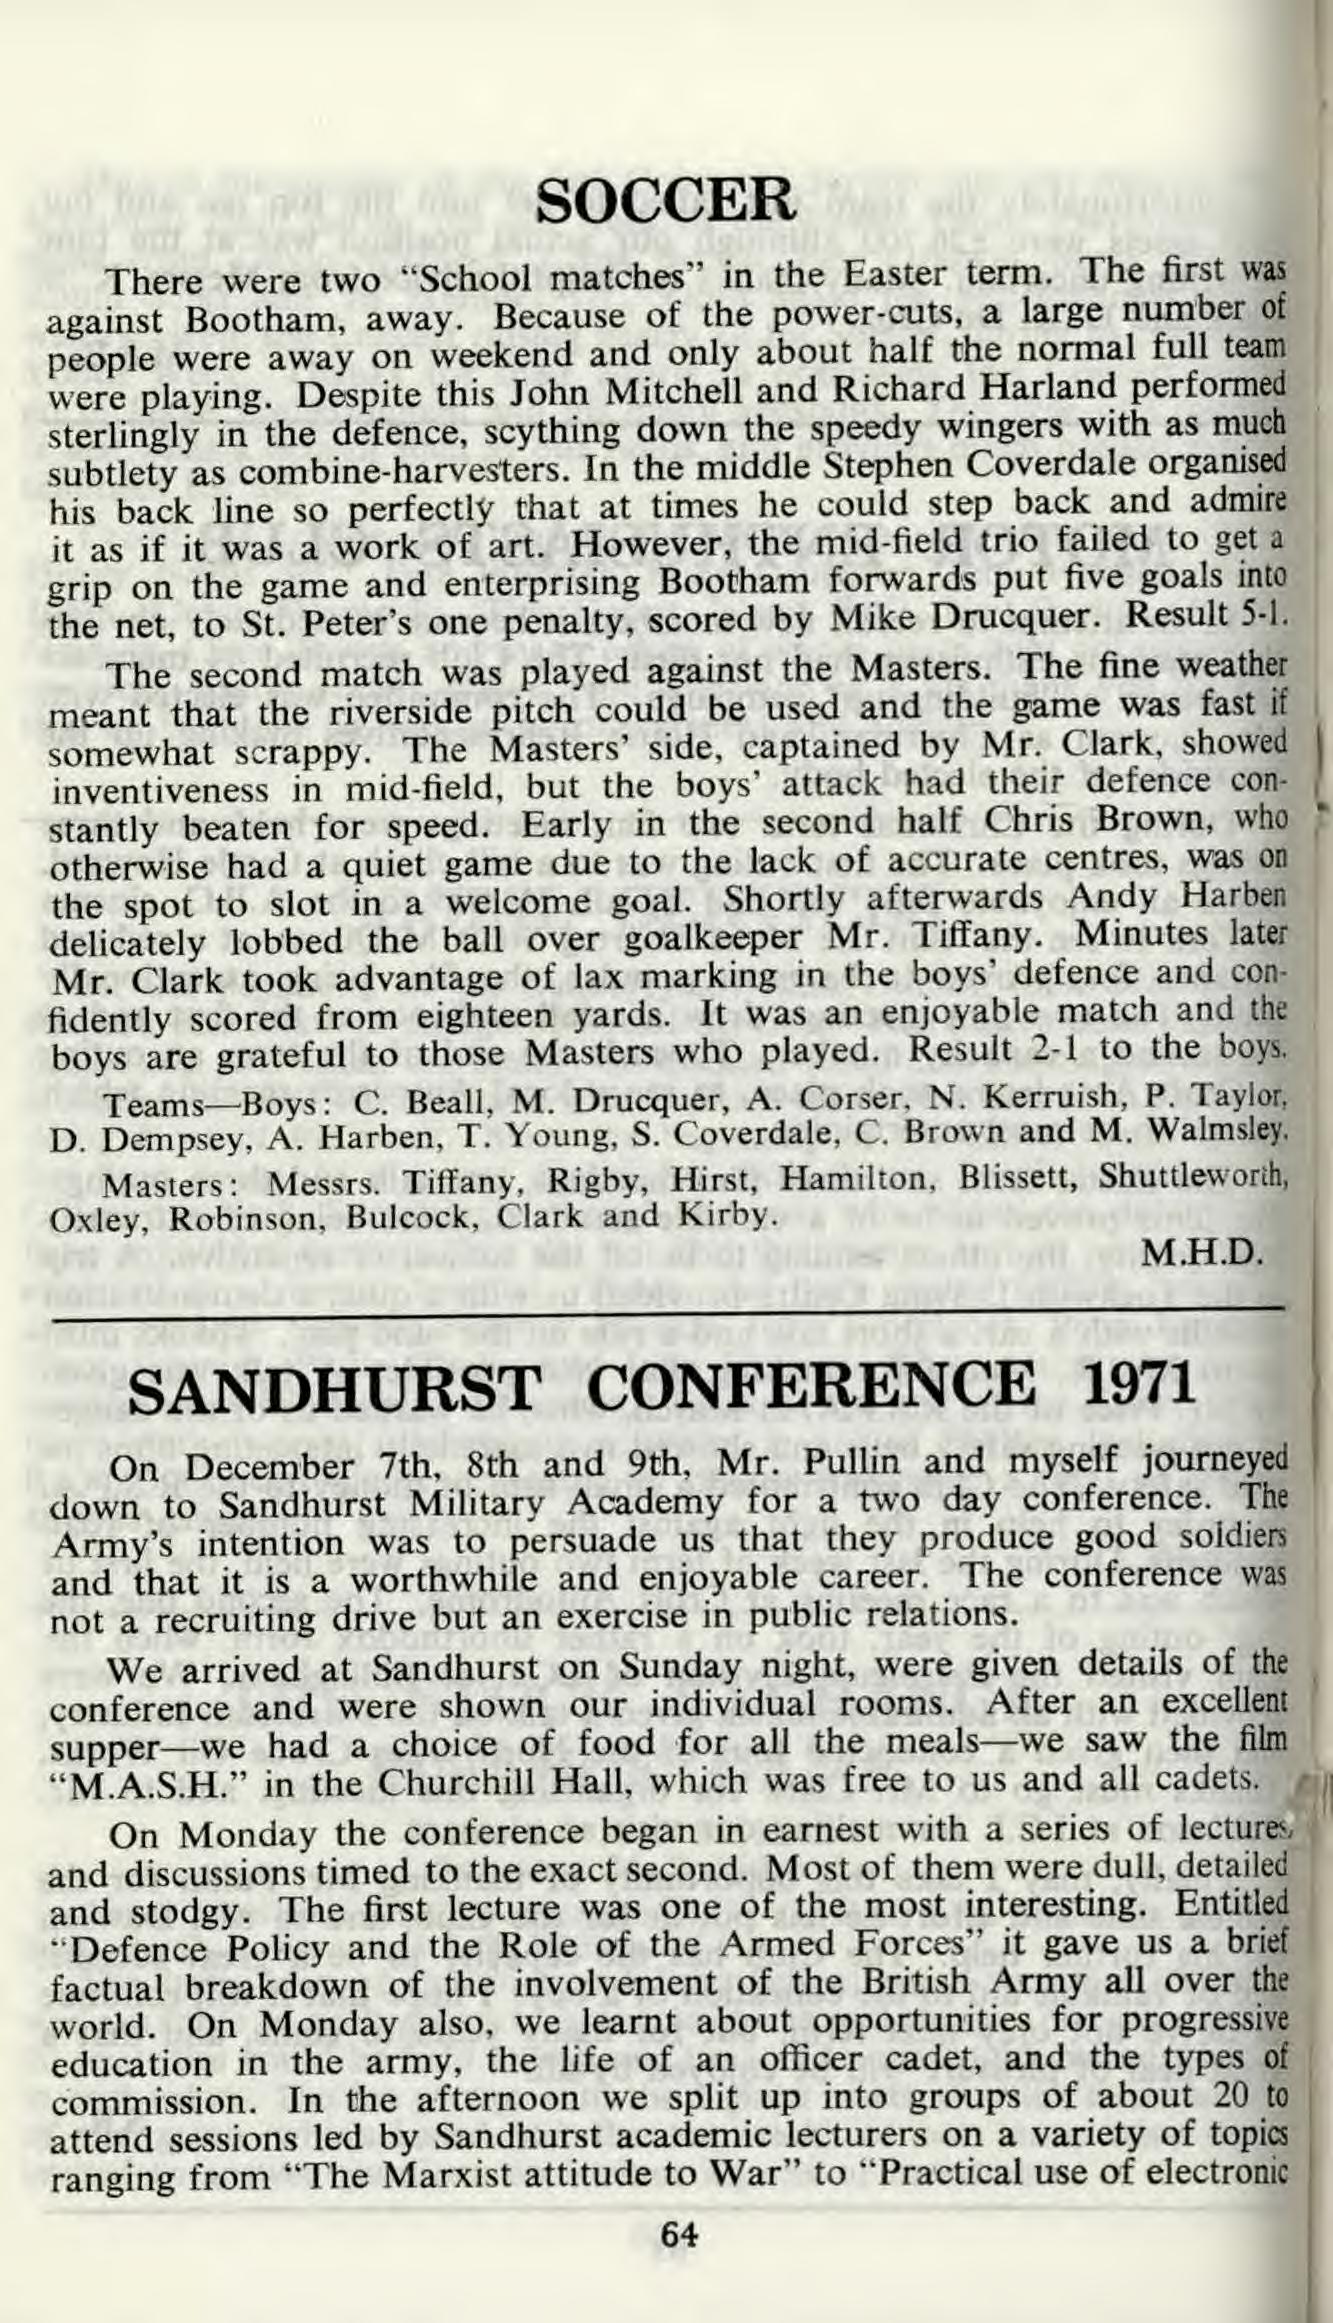 SOCCER
There were two "School matches" in the Easter term. The first was
against Bootham, away. Because of the power-cuts, a large number of
people were away on weekend and only about half the normal full team
were playing. Despite this John Mitchell and Richard Harland performed
sterlingly in the defence, scything down the speedy wingers with as much
subtlety as combine-harvesters. In the middle Stephen Coverdale organised
his back line so perfectly that at times he could step back and admire
it as if it was a work of art. However, the mid-field trio failed to get a
grip on the game and enterprising Bootham forwards put five goals into
the net, to St. Peter's one penalty, scored by Mike Drucquer. Result 5-1.
The second match was played against the Masters. The fine weather
meant that the riverside pitch could be used and the game was fast if
somewhat scrappy. The Masters' side, captained by Mr. Clark, showed
inventiveness in mid-field, but the boys' attack had their defence con-
stantly beaten for speed. Early in the second half Chris Brown, who
otherwise had a quiet game due to the lack of accurate centres, was on
the spot to slot in a welcome goal. Shortly afterwards Andy Harben
delicately lobbed the ball over goalkeeper Mr. Tiffany. Minutes later
Mr. Clark took advantage of lax marking in the boys' defence and con-
fidently scored from eighteen yards. It was an enjoyable match and the
boys are grateful to those Masters who played. Result 2-1 to the boys.
Teams—Boys: C. Beall, M. Drucquer, A. Corser, N. Kerruish, P. Taylor,
D. Dempsey, A. Harben, T. Young, S. Coverdale, C. Brown and M. Walmsley.
Masters: Messrs. Tiffany, Rigby, Hirst, Hamilton, Blissett, Shuttleworth,
Oxley, Robinson, Bulcock, Clark and Kirby.
M.H.D.
SANDHURST CONFERENCE 1971
On December 7th, 8th and 9th, Mr. Pullin and myself journeyed
down to Sandhurst Military Academy for a two day conference. The
Army's intention was to persuade us that they produce good soldiers
and that it is a worthwhile and enjoyable career. The conference was
not a recruiting drive but an exercise in public relations.
We arrived at Sandhurst on Sunday night, were given details of the
conference and were shown our individual rooms. After an excellent
supper—we had a choice of food for all the meals—we saw the film
"M.A.S.H." in the Churchill Hall, which was free to us and all cadets.
On Monday the conference began in earnest with a series of lectures,
and discussions timed to the exact second. Most of them were dull, detailed
and stodgy. The first lecture was one of the most interesting. Entitled
"Defence Policy and the Role of the Armed Forces" it gave us a brief
factual breakdown of the involvement of the British Army all over the
world. On Monday also, we learnt about opportunities for progressive
education in the army, the life of an officer cadet, and the types of
commission. In the afternoon we split up into groups of about 20 to
attend sessions led by Sandhurst academic lecturers on a variety of topics
ranging from "The Marxist attitude to War" to "Practical use of electronic
64